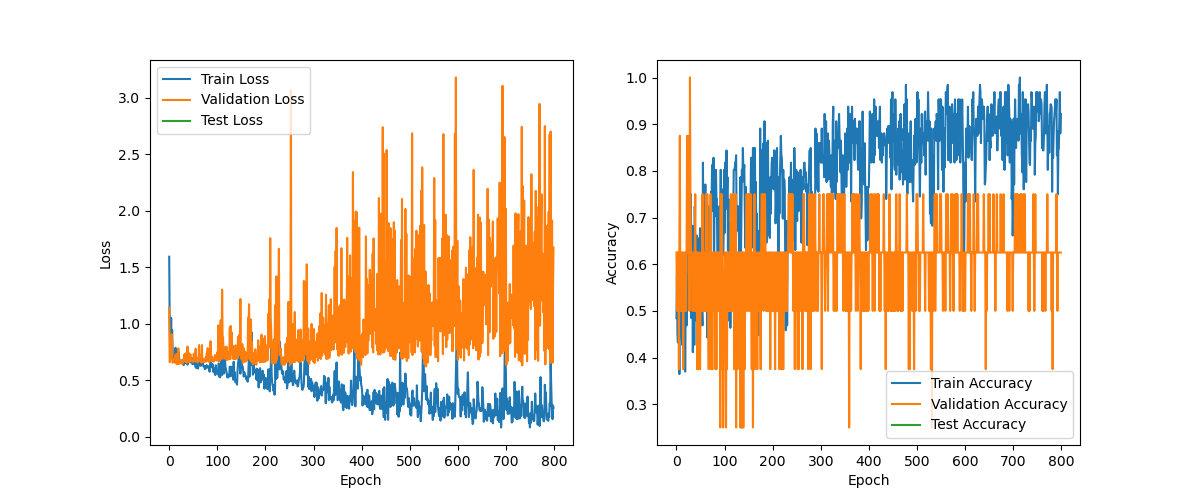 Train Loss
Validation Loss
Test Loss
3.0
2.5
2.0
1.5
1.0
0.5
0.0
Loss
0 100 200 300 400 500 600 700 800
Epoch
1.0
0.9
0.8
0.7
0.6
0.5
0.4
0.3
Accuracy
Train Accuracy
Validation Accuracy
Test Accuracy
0 100 200 300 400 500 600 700 800
Epoch